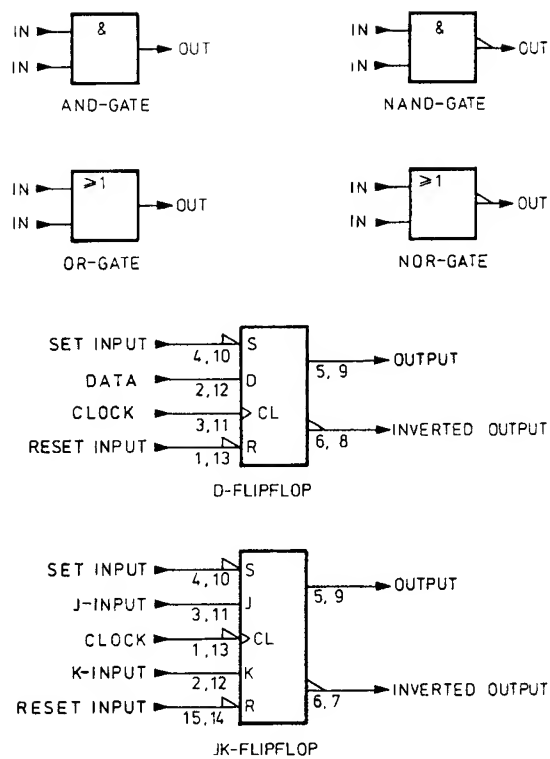 & &
IN OUT IN OUT
IN IN
AND-GATE NAND-GATE
≥1 ≥1
IN OUT IN OUT
IN IN
OR-GATE NOR-GATE
SET INPUT 4,10 S
5, 9 OUTPUT
DATA 2,12 D
CLOCK 3,11 CL
6, 8 INVERTED OUTPUT
RESET INPUT 1,13 R
D-FLIPFLOP
SET INPUT 4,10 S
5, 9 OUTPUT
J-INPUT 3,11 J
CLOCK 1,13 CL
K-INPUT 2,12 K
6,7 INVERTED OUTPUT
RESET INPUT 15,14 R
JK-FLIPFLOP